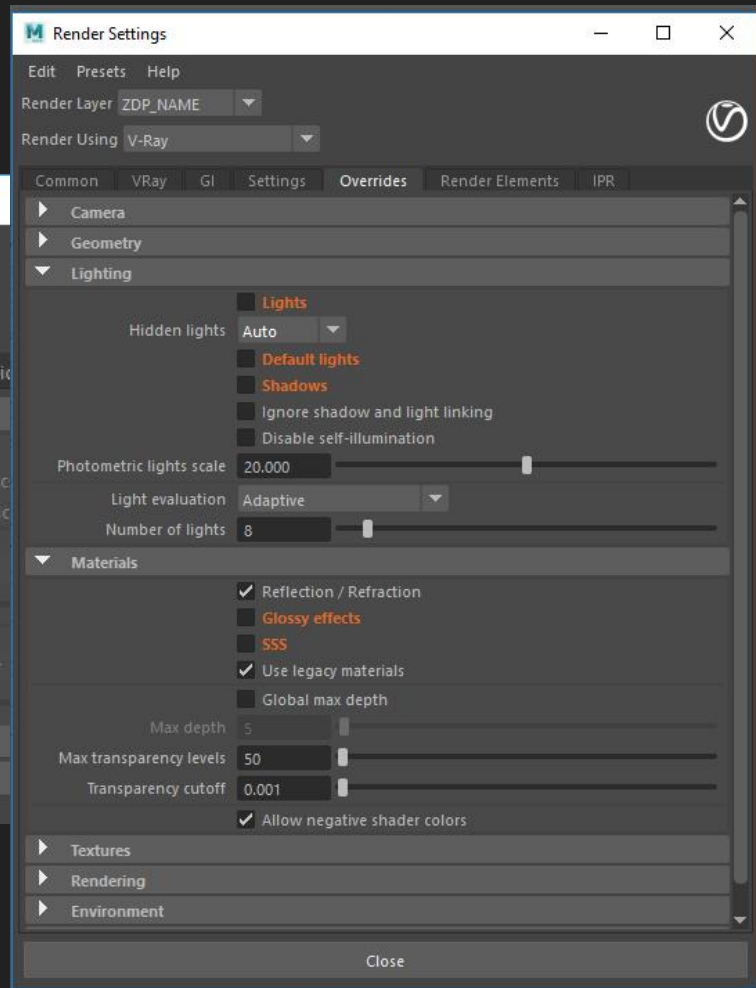 Render Settings
Edit Presets Help
Render Layer ZDP_NAME
Render Using V-Ray
Common VRay GI Settings Overrides Render Elements IPR
Camera
Geometry
Lighting
Lights
Hidden lights Auto
Default lights
Shadows
Ignore shadow and light linking
Disable self-illumination
Photometric lights scale 20.000
Light evaluation Adaptive
Number of lights 8
Materials
Reflection / Refraction
Glossy effects
SSS
Use legacy materials
Global max depth
Max depth 5
Max transparency levels 50
Transparency cutoff 0.001
Allow negative shader colors
Textures
Rendering
Environment
Close